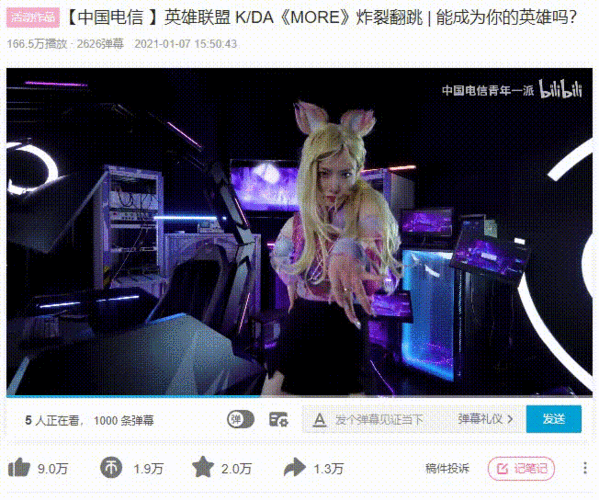 活动作品【中国电信 】英雄联盟 K/DA《MORE》炸裂翻跳 | 能成为你的英雄吗?
166.5万播放 · 2626弹幕 2021-01-07 15:50:43
中国电信青年一派 bilibili
5 人正在看, 1000 条弹幕 弹 A 发个弹幕见证当下 弹幕礼仪 > 发送
9.0万 币 1.9万 2.0万 1.3万 稿件投诉 记笔记